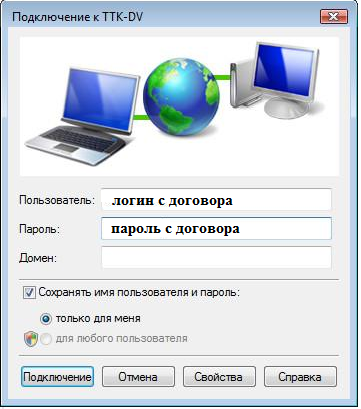 Подключение к ТТК-DV
Пользователь: логин с договора
Пароль: пароль с договора
Домен:
Сохранять имя пользователя и пароль:
только для меня
для любого пользователя
Подключение Отмена Свойства Справка